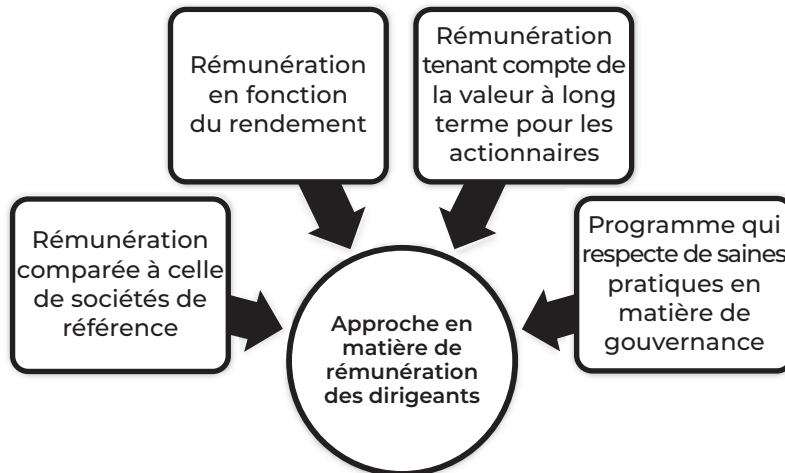 Rémunération
en fonction
du rendement
Rémunération
tenant compte de
la valeur à long
terme pour les
actionnaires
Rémunération
comparée à celle
de sociétés de
référence
Programme qui
respecte de saines
pratiques en
matière de
gouvernance
Approche en
matière de
rémunération
des dirigeants